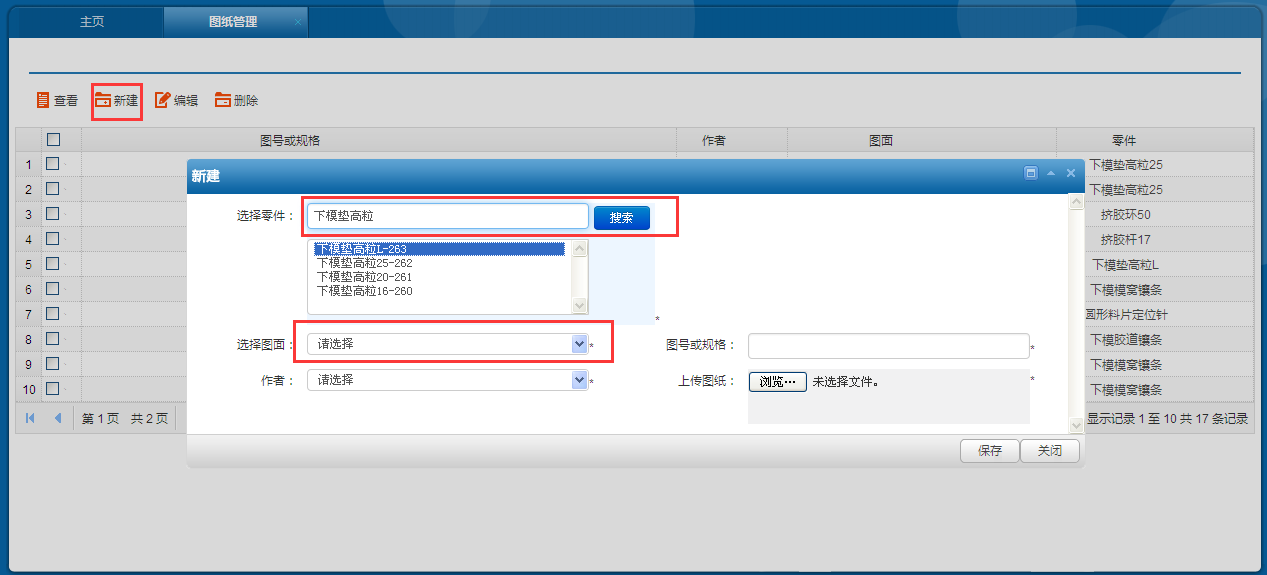 主页
图纸管理
查看 新建 编辑 删除
图号或规格 作者 图面 零件
1 下模垫高粒25
2 下模垫高粒25
3 挤胶环50
4 挤胶杆17
5 下模垫高粒L
6 下模模窝镶条
7 圆形料片定位针
8 下模胶道镶条
9 下模模窝镶条
10 下模模窝镶条
新建
选择零件： 下模垫高粒 搜索
下模垫高粒L-263
下模垫高粒25-262
下模垫高粒20-261
下模垫高粒16-260
*
选择图面： 请选择 * 图号或规格： *
作者： 请选择 * 上传图纸： 浏览… 未选择文件。 *
保存 关闭
第 1 页 共 2 页 显示记录 1 至 10 共 17 条记录